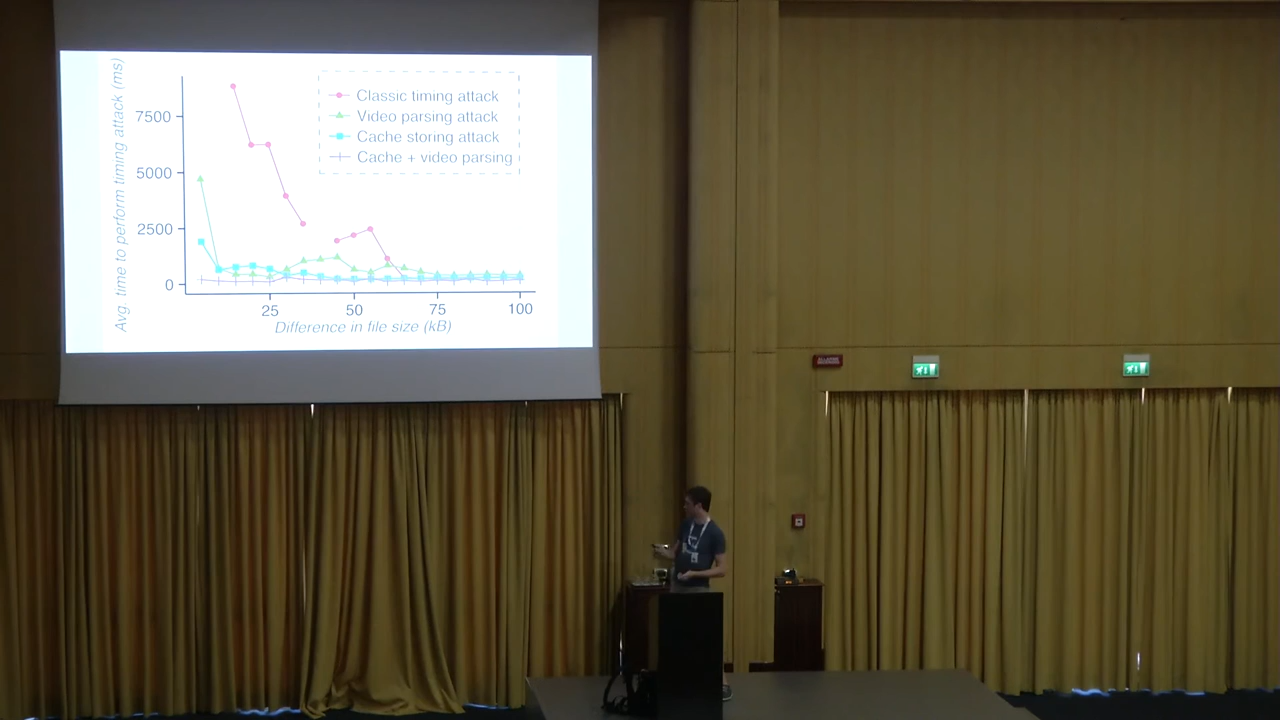 Avg. time to perform timing attack (ms)
7500
5000
2500
0
Classic timing attack
Video parsing attack
Cache storing attack
Cache + video parsing
25
50
75
100
Difference in file size (kB)